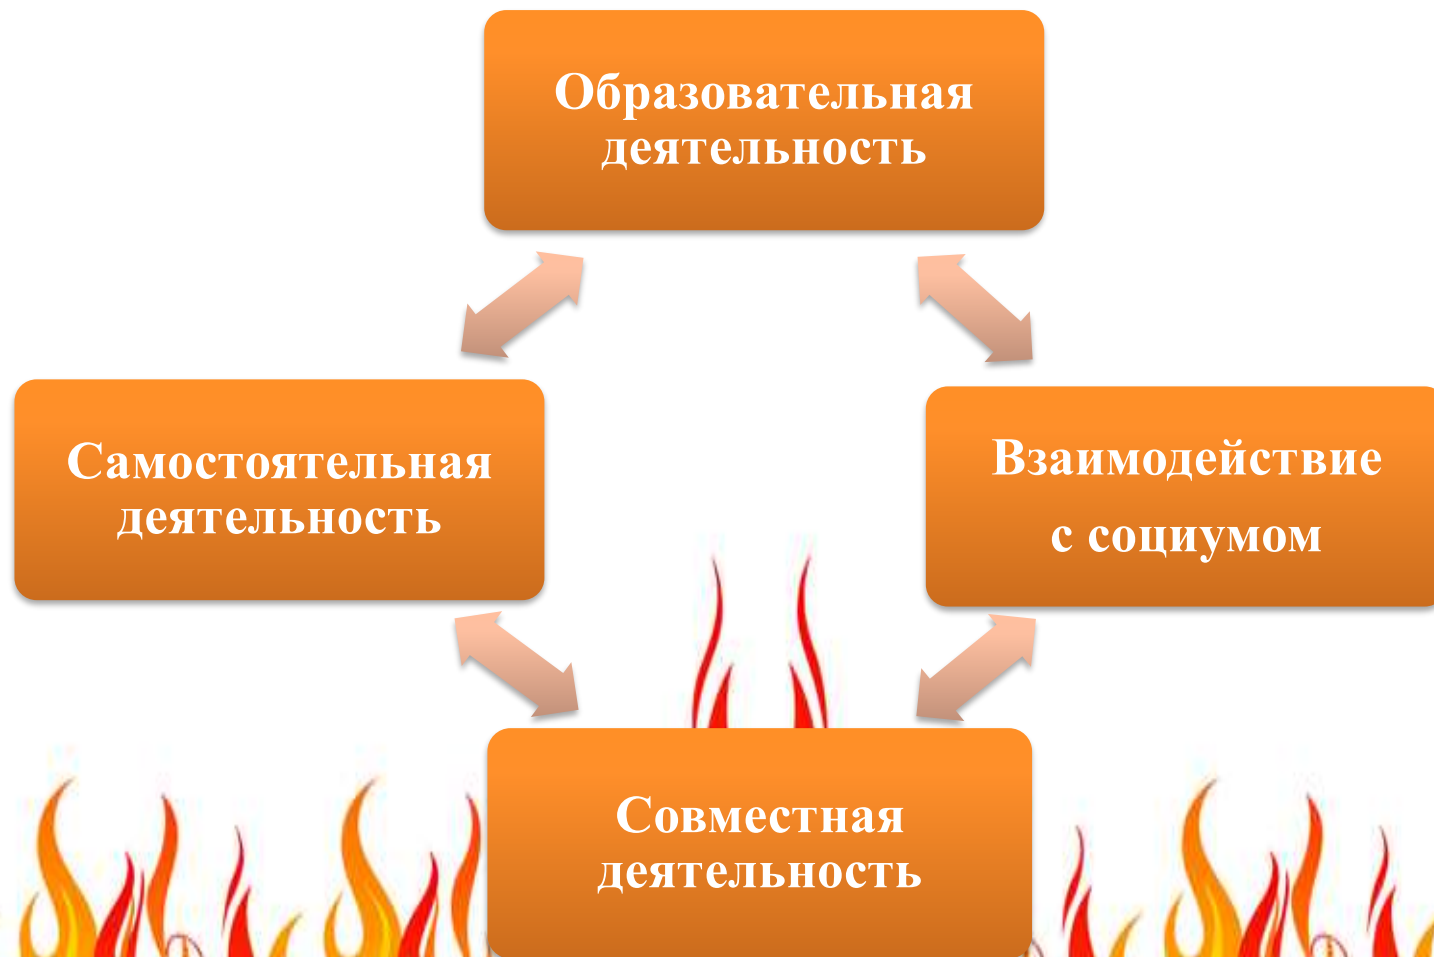 Образовательная
деятельность
Самостоятельная
деятельность
Взаимодействие
с социумом
Совместная
деятельность